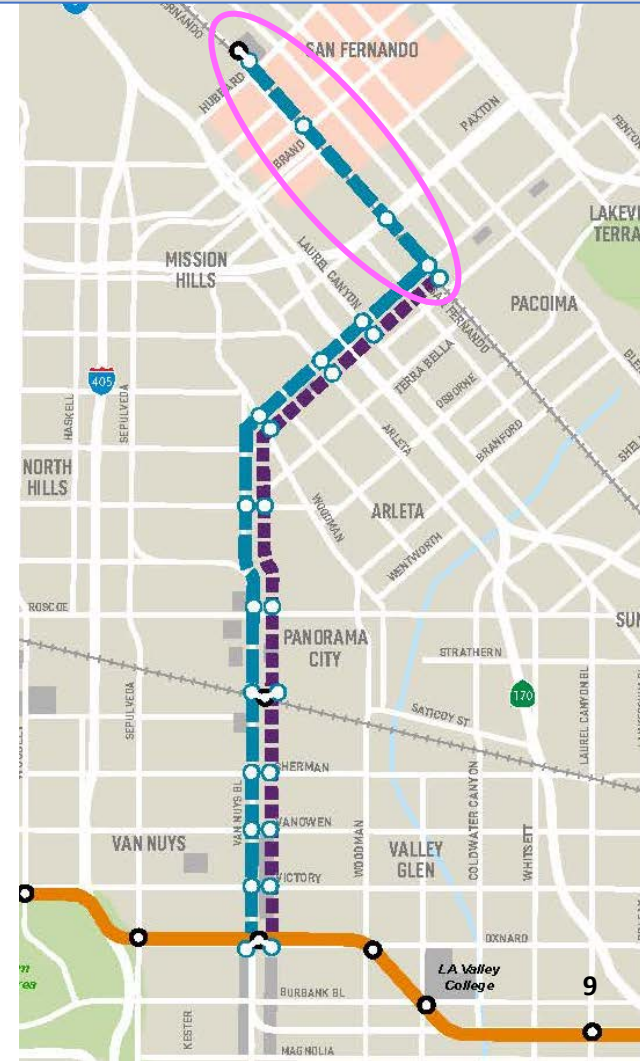 SAN FERNANDO
HUBBARD
PAXTON
BRAND
MISSION
HILLS
LAUREL CANYON
SAN FERNANDO
PACOIMA
TERRA BELLA
OSBORNE
405
HASKELL
SEPULVEDA
ARLETA
BRANFORD
NORTH
HILLS
WOODMAN
ARLETA
WENTWORTH
ROSCOE
PANORAMA
CITY
STRATHERN
170
SEPULVEDA
SATICOY ST
LAUREL CANYON BL
VAN NUYS BL
COLDWATER CANYON
WHITSETT
VANOWEN
VAN NUYS
WOODMAN
VALLEY
GLEN
VICTORY
OXNARD
LA Valley
College
9
BURBANK BL
KESTER
MAGNOLIA